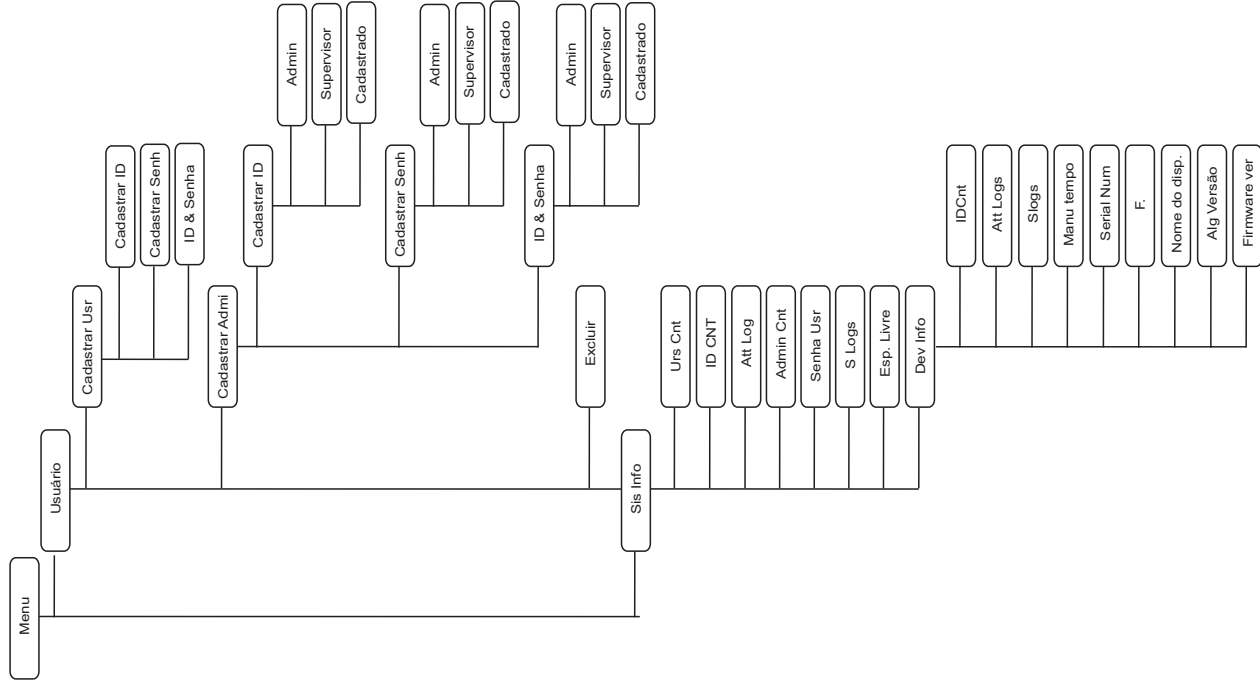 Menu
Usuário
Cadastrar Usr
Cadastrar ID
Cadastrar Senh
ID & Senha
Cadastrar Admi
Cadastrar ID
Admin
Supervisor
Cadastrado
Cadastrar Senh
Admin
Supervisor
Cadastrado
ID & Senha
Admin
Supervisor
Cadastrado
Excluir
Sis Info
Urs Cnt
ID CNT
Att Log
Admin Cnt
Senha Usr
S Logs
Esp. Livre
Dev Info
IDCnt
Att Logs
Slogs
Manu tempo
Serial Num
F.
Nome do disp.
Alg Versão
Firmware ver